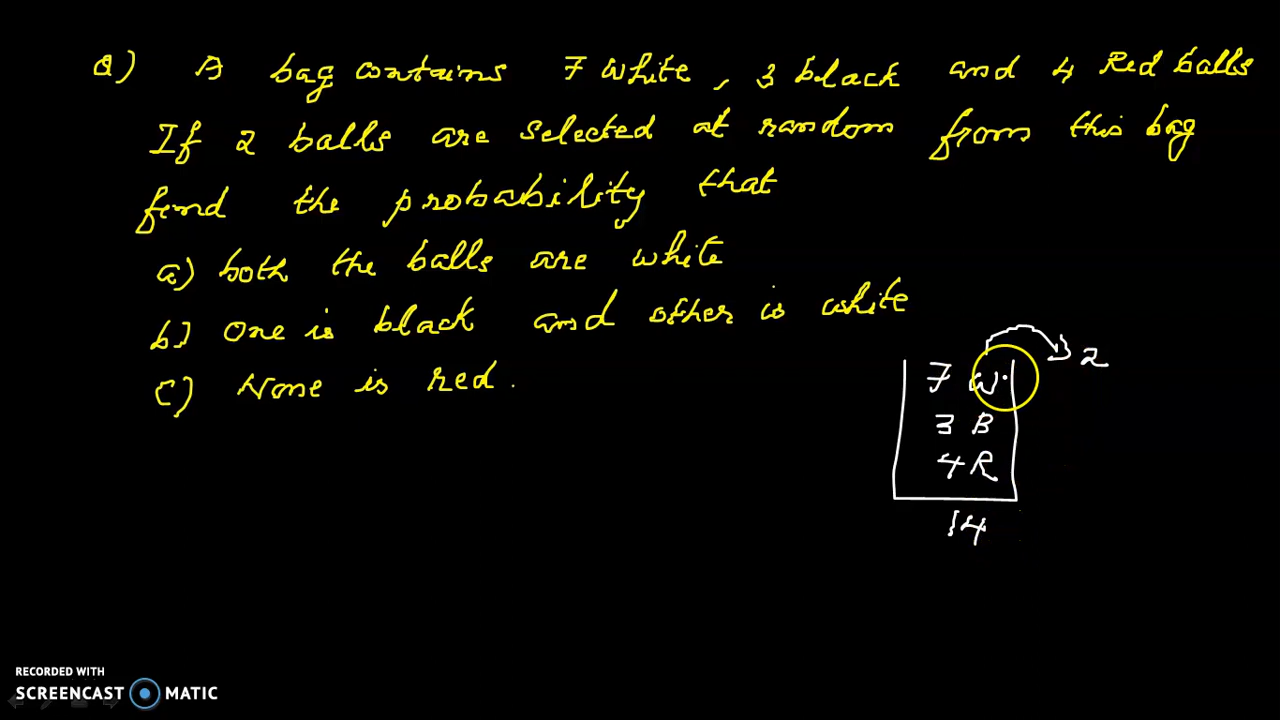 Q) A bag contains 7 white, 3 black and 4 Red balls
If 2 balls are selected at random from this bag
find the probability that
a) both the balls are white
b) One is black and other is white
c) None is red.
7 W 2
3 B
4 R
14
RECORDED WITH
SCREENCAST MATIC